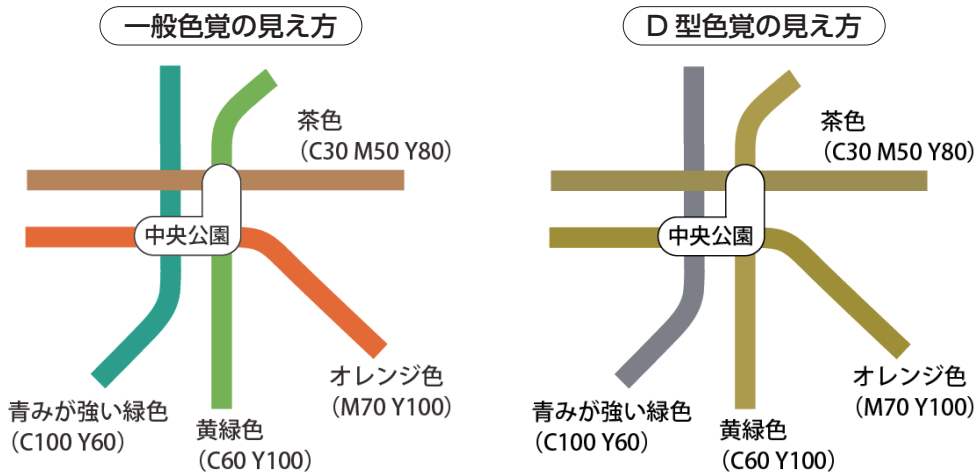 一般色覚の見え方
茶色
（C30 M50 Y80）
中央公園
オレンジ色
（M70 Y100）
青みが強い緑色
（C100 Y60）
黄緑色
（C60 Y100）
D 型色覚の見え方
茶色
（C30 M50 Y80）
中央公園
オレンジ色
（M70 Y100）
青みが強い緑色
（C100 Y60）
黄緑色
（C60 Y100）